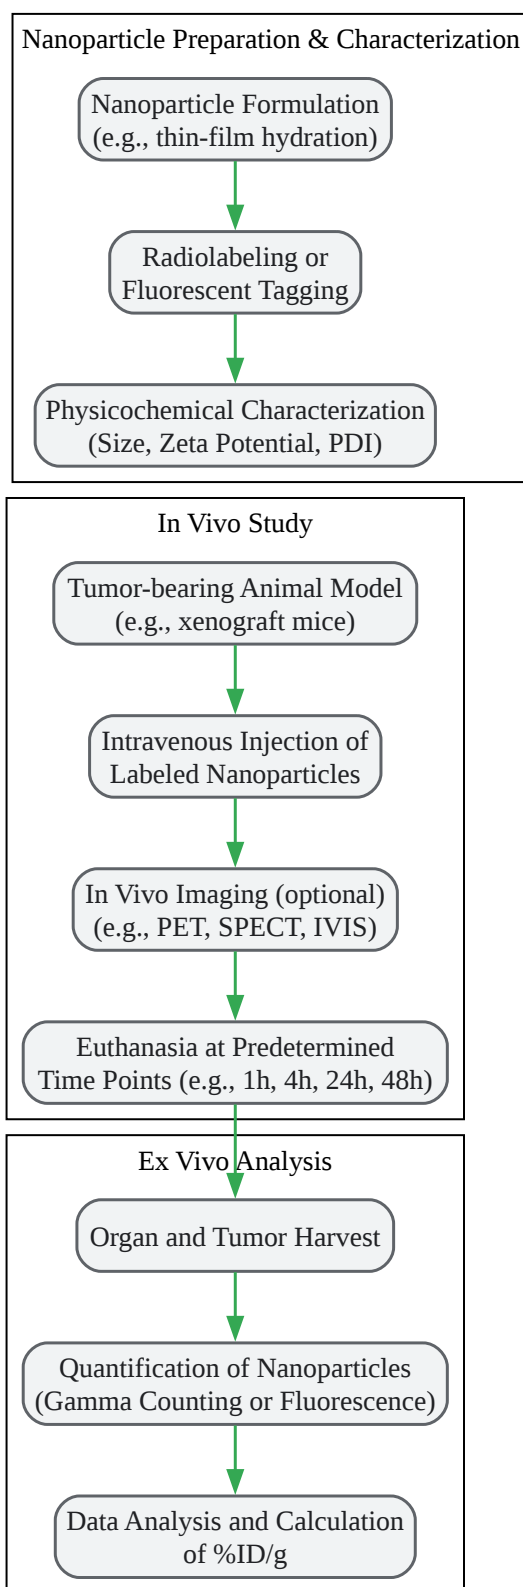 Nanoparticle Preparation & Characterization
Nanoparticle Formulation
(e.g., thin-film hydration)
Radiolabeling or
Fluorescent Tagging
Physicochemical Characterization
(Size, Zeta Potential, PDI)
In Vivo Study
Tumor-bearing Animal Model
(e.g., xenograft mice)
Intravenous Injection of
Labeled Nanoparticles
In Vivo Imaging (optional)
(e.g., PET, SPECT, IVIS)
Euthanasia at Predetermined
Time Points (e.g., 1h, 4h, 24h, 48h)
Ex Vivo Analysis
Organ and Tumor Harvest
Quantification of Nanoparticles
(Gamma Counting or Fluorescence)
Data Analysis and Calculation
of %ID/g